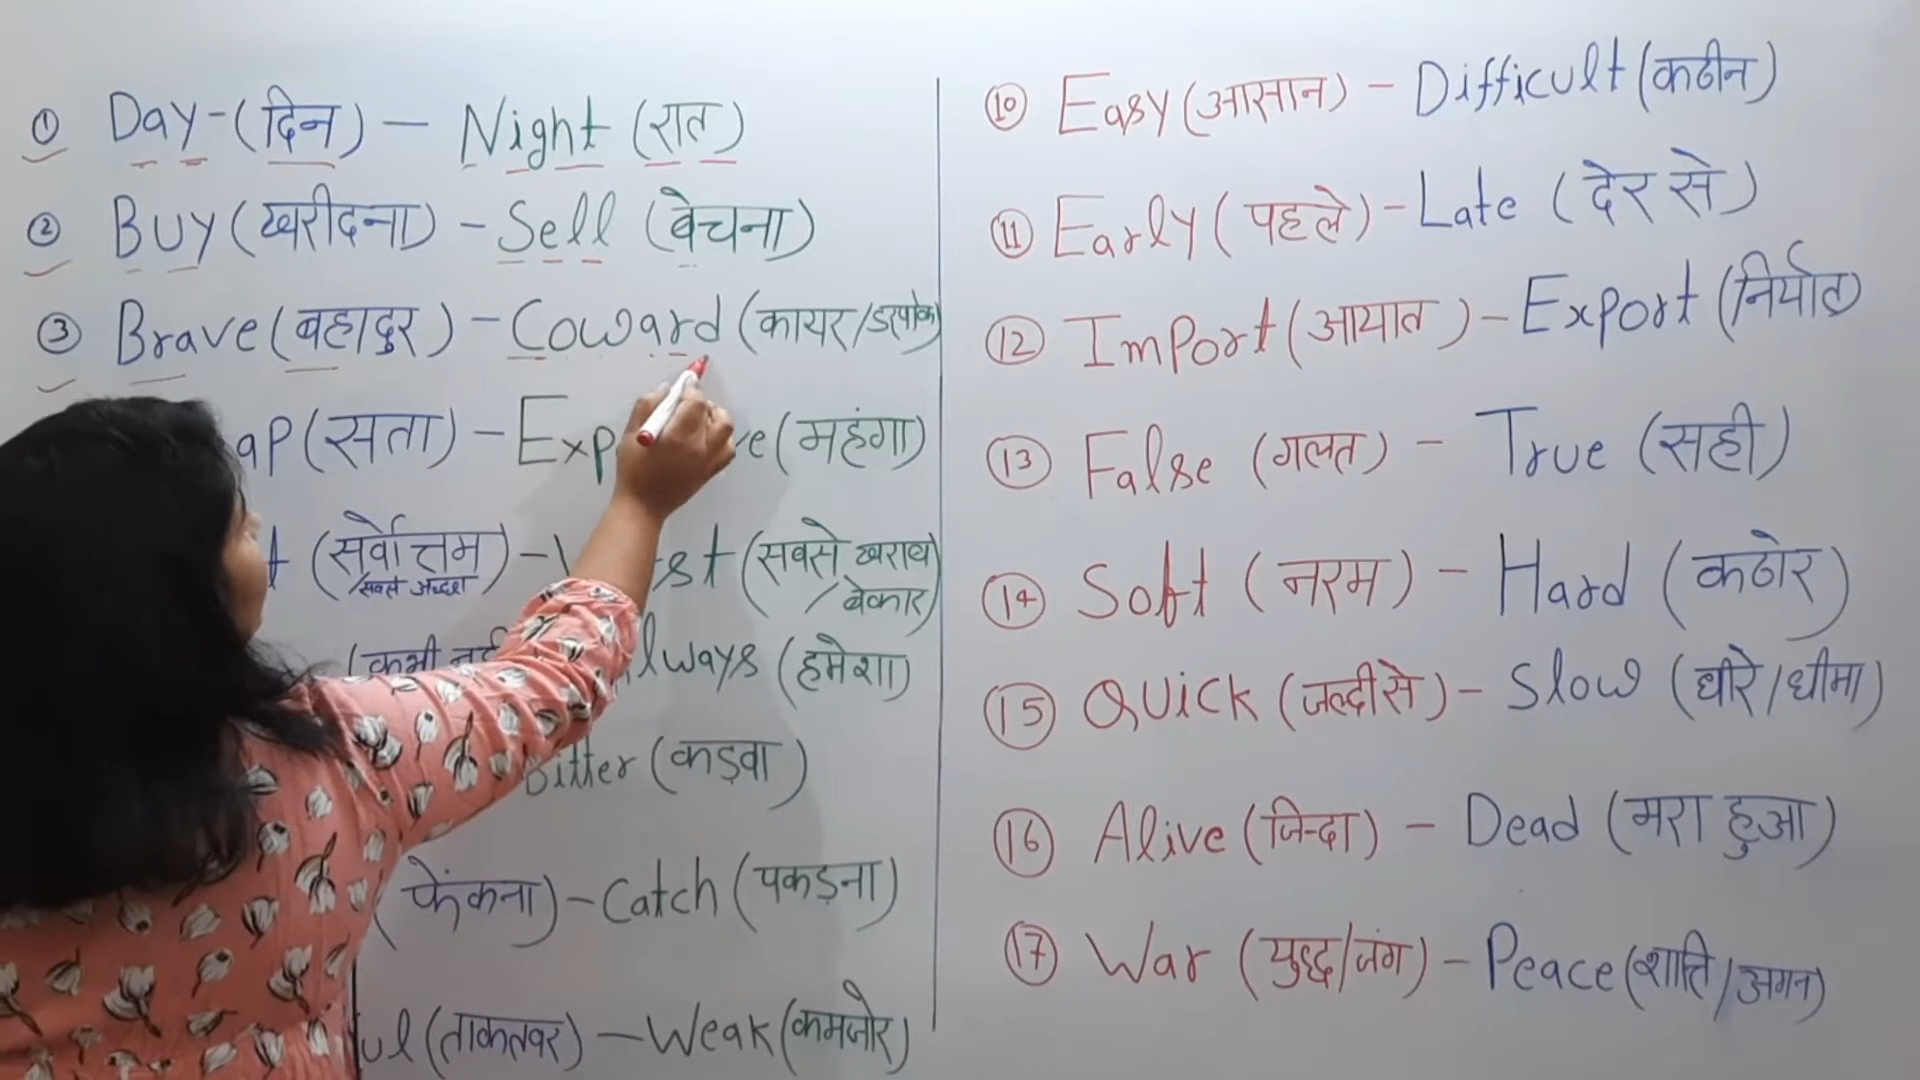 ① Day - (दिन) — Night (रात)
② Buy (खरीदना) - Sell (बेचना)
③ Brave (बहादुर) - Coward (कायर/डरपोक)
ap (सता) - Exp ve (महंगा)
t (सर्वोत्तम) - st (सबसे खराब
/सबसे अच्छा / बेकार)
(कभी lways (हमेशा)
Bitter (कड़वा)
(फेंकना) - Catch (पकड़ना)
ful (ताकतवर) - Weak (कमजोर)
⑩ Easy (आसान) - Difficult (कठीन)
⑪ Early (पहले) - Late (देर से)
⑫ Import (आयात) - Export (निर्यात)
⑬ False (गलत) - True (सही)
⑭ Soft (नरम) - Hard (कठोर)
⑮ Quick (जल्दी से) - Slow (धीरे/धीमा)
⑯ Alive (जिन्दा) - Dead (मरा हुआ)
⑰ War (युद्ध/जंग) - Peace (शान्ति/अमन)